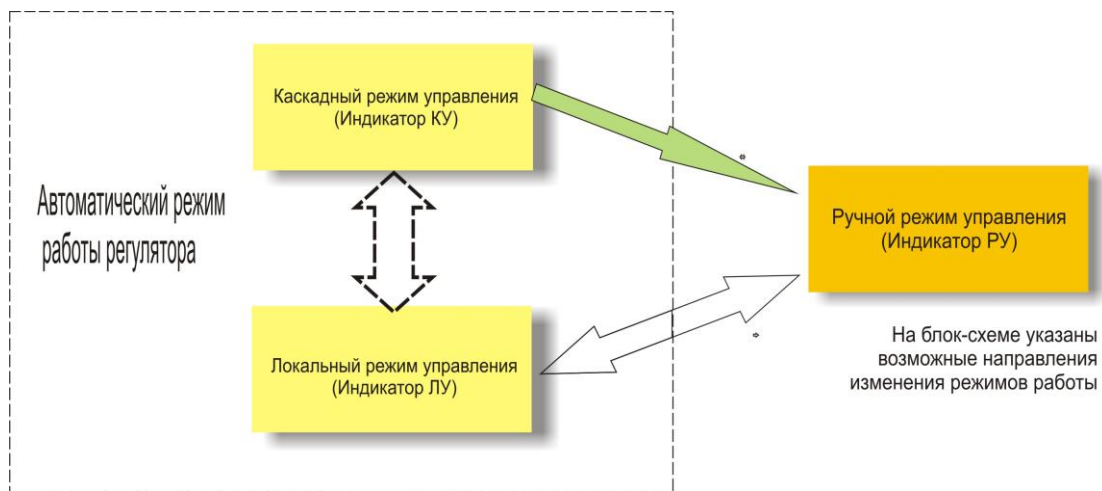 Каскадный режим управления
(Индикатор КУ)
Автоматический режим
работы регулятора
Ручной режим управления
(Индикатор РУ)
Локальный режим управления
(Индикатор ЛУ)
На блок-схеме указаны
возможные направления
изменения режимов работы